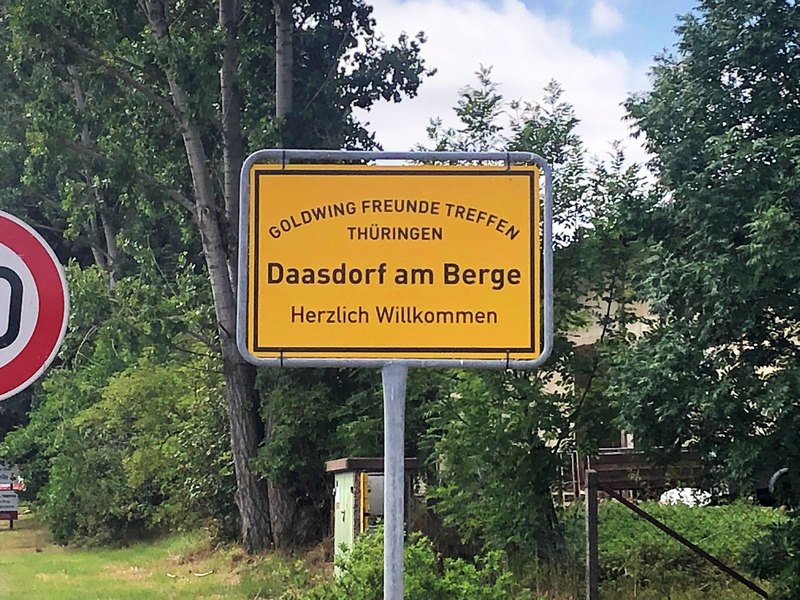 GOLDWING FREUNDE TREFFEN
THÜRINGEN
Daasdorf am Berge
Herzlich Willkommen